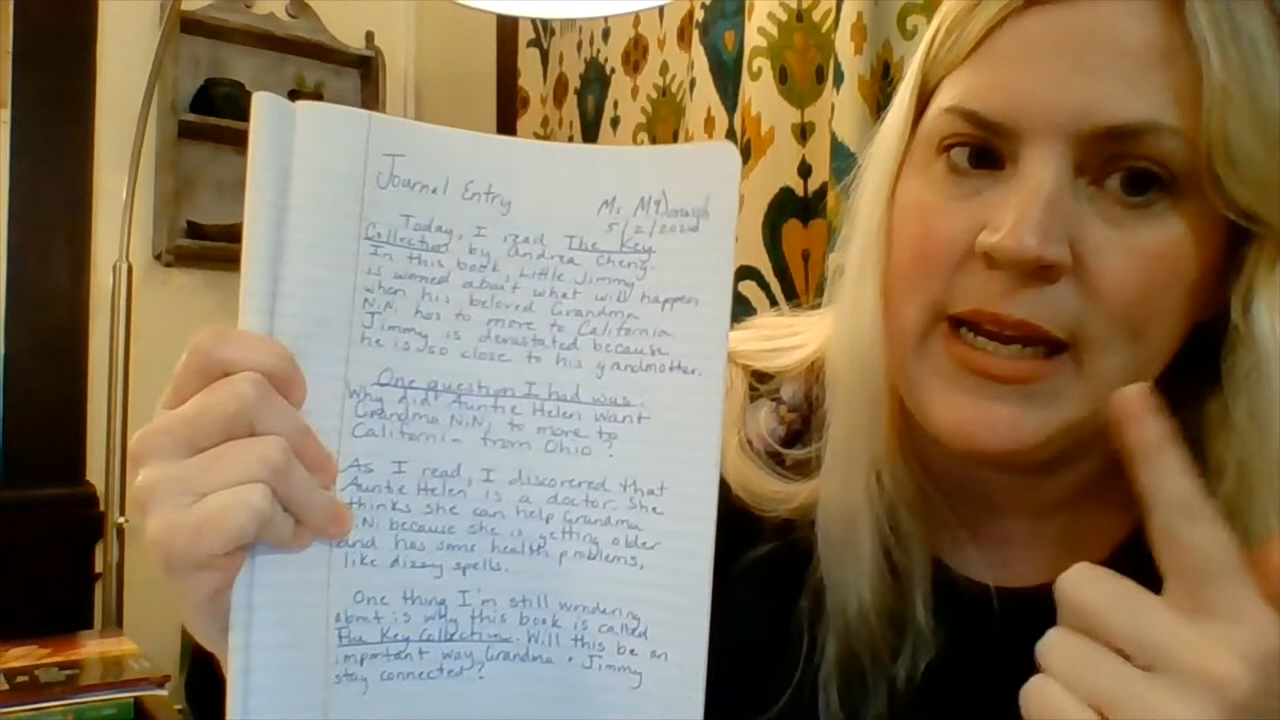 Journal Entry
Ms McDonough
5/2/2020
Today, I read The Key
Collection by Andrea Cheng.
In this book, Little Jimmy
is worried about what will happen
when his beloved Grandma
NiNi has to move to California
Jimmy is devastated because
he is so close to his grandmother.
One question I had was
Why did Auntie Helen want
Grandma NiNi to move to
California from Ohio?
As I read, I discovered that
Auntie Helen is a doctor. She
thinks she can help Grandma
NiNi because she is getting older
and has some health problems,
like dizzy spells.
One thing I'm still wondering
about is why this book is called
The Key Collection. Will this be an
important way Grandma + Jimmy
stay connected?